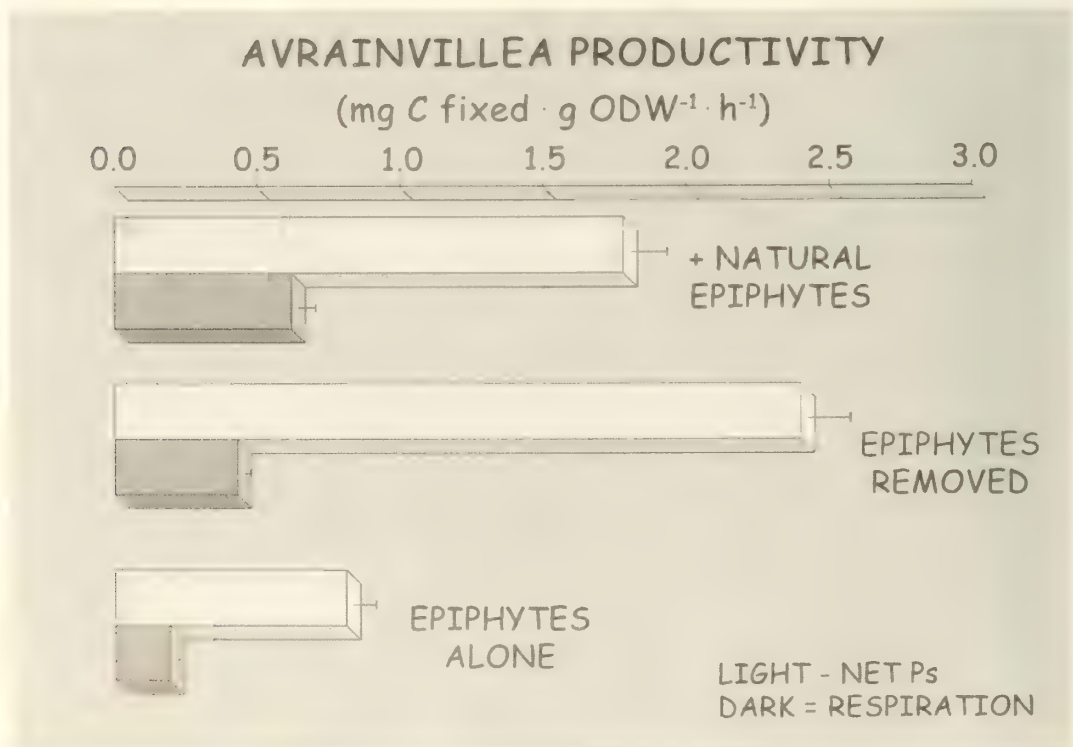 AVRAINVILLEA PRODUCTIVITY
(mg C fixed · g ODW⁻¹ · h⁻¹)
0.0 0.5 1.0 1.5 2.0 2.5 3.0
+ NATURAL
EPIPHYTES
EPIPHYTES
REMOVED
EPIPHYTES
ALONE
LIGHT - NET Ps
DARK = RESPIRATION